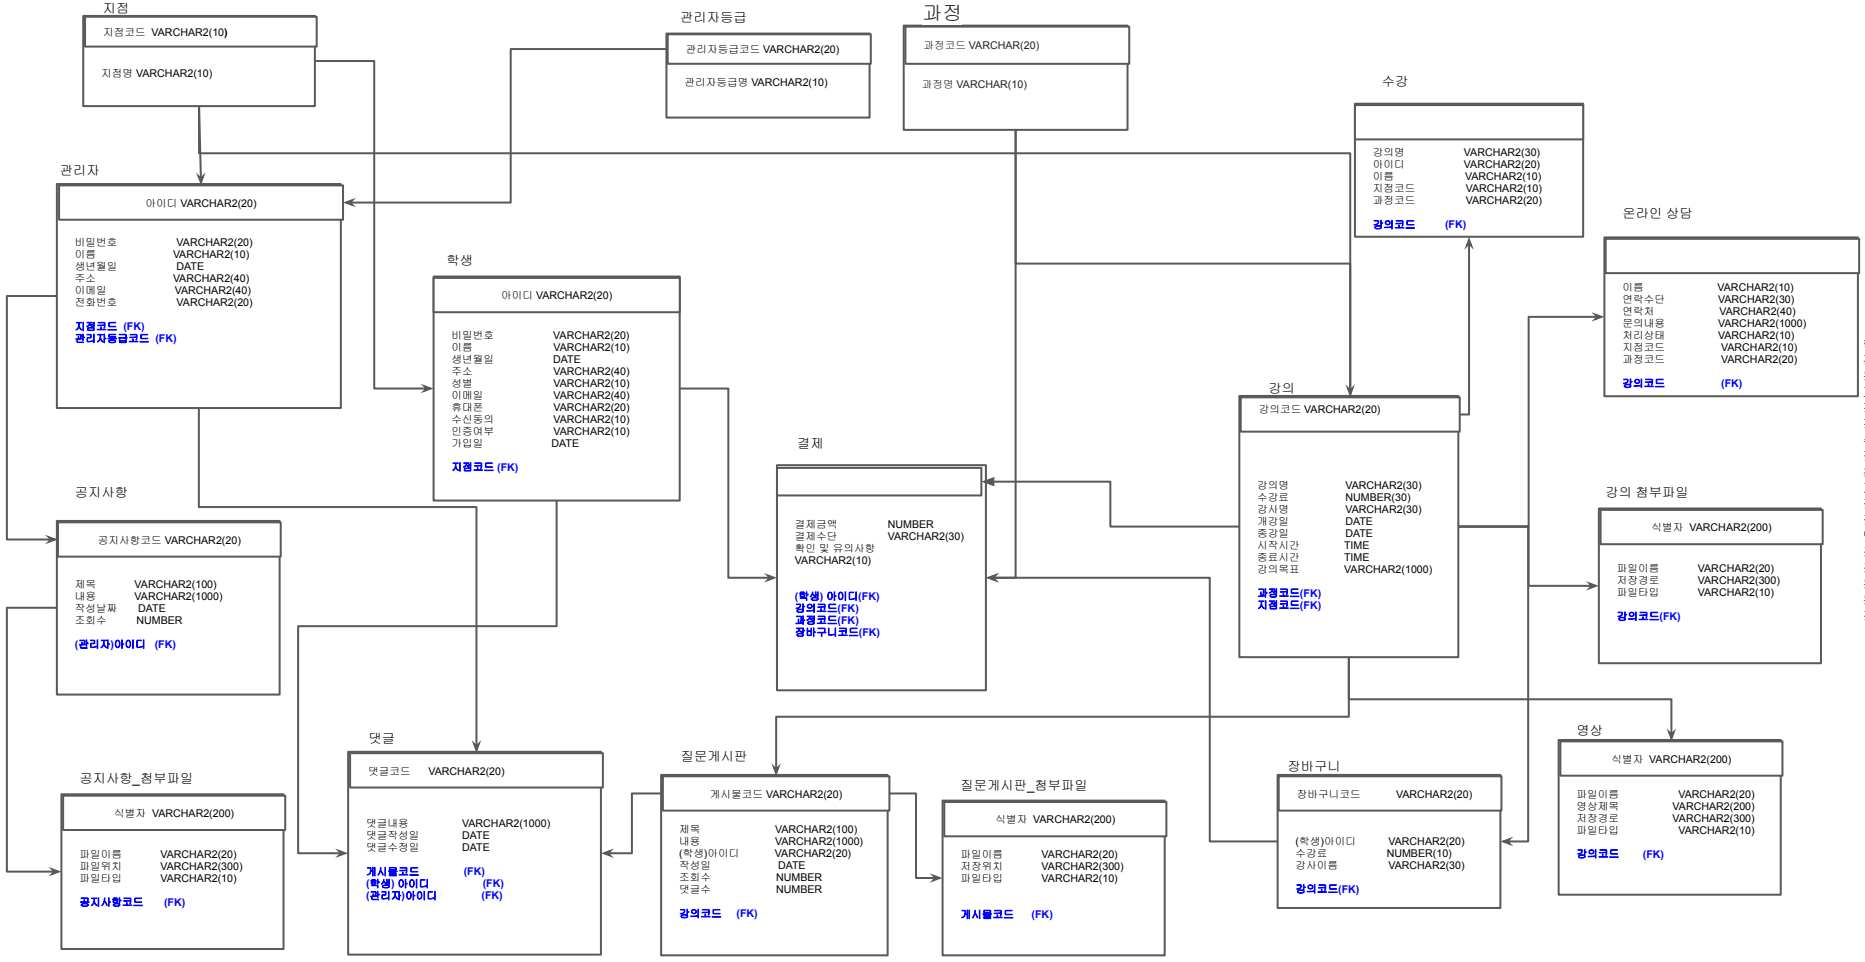 지점
지점코드 VARCHAR2(10)
지점명 VARCHAR2(10)
관리자등급
관리자등급코드 VARCHAR2(20)
관리자등급명 VARCHAR2(10)
과정
과정코드 VARCHAR(20)
과정명 VARCHAR(10)
수강
강의명 VARCHAR2(30)
아이디 VARCHAR2(20)
이름 VARCHAR2(10)
지점코드 VARCHAR2(10)
과정코드 VARCHAR2(20)
강의코드 (FK)
관리자
아이디 VARCHAR2(20)
비밀번호 VARCHAR2(20)
이름 VARCHAR2(10)
생년월일 DATE
주소 VARCHAR2(40)
이메일 VARCHAR2(40)
전화번호 VARCHAR2(20)
지점코드 (FK)
관리자등급코드 (FK)
학생
아이디 VARCHAR2(20)
비밀번호 VARCHAR2(20)
이름 VARCHAR2(10)
생년월일 DATE
주소 VARCHAR2(40)
성별 VARCHAR2(10)
이메일 VARCHAR2(40)
휴대폰 VARCHAR2(20)
수신동의 VARCHAR2(10)
인증여부 VARCHAR2(10)
가입일 DATE
지점코드 (FK)
온라인 상담
이름 VARCHAR2(10)
연락수단 VARCHAR2(30)
연락처 VARCHAR2(40)
문의내용 VARCHAR2(1000)
처리상태 VARCHAR2(10)
지점코드 VARCHAR2(10)
과정코드 VARCHAR2(20)
강의코드 (FK)
강의
강의코드 VARCHAR2(20)
강의명 VARCHAR2(30)
수강료 NUMBER(30)
강사명 VARCHAR2(30)
개강일 DATE
종강일 DATE
시작시간 TIME
종료시간 TIME
강의목표 VARCHAR2(1000)
과정코드(FK)
지점코드(FK)
결제
결제금액 NUMBER
결제수단 VARCHAR2(30)
확인 및 유의사항
VARCHAR2(10)
(학생) 아이디(FK)
강의코드(FK)
과정코드(FK)
장바구니코드(FK)
공지사항
공지사항코드 VARCHAR2(20)
제목 VARCHAR2(100)
내용 VARCHAR2(1000)
작성날짜 DATE
조회수 NUMBER
(관리자)아이디 (FK)
강의 첨부파일
식별자 VARCHAR2(200)
파일이름 VARCHAR2(20)
저장경로 VARCHAR2(300)
파일타입 VARCHAR2(10)
강의코드(FK)
공지사항_첨부파일
식별자 VARCHAR2(200)
파일이름 VARCHAR2(20)
파일위치 VARCHAR2(300)
파일타입 VARCHAR2(10)
공지사항코드 (FK)
댓글
댓글코드 VARCHAR2(20)
댓글내용 VARCHAR2(1000)
댓글작성일 DATE
댓글수정일 DATE
게시물코드 (FK)
(학생) 아이디 (FK)
(관리자)아이디 (FK)
질문게시판
게시물코드 VARCHAR2(20)
제목 VARCHAR2(100)
내용 VARCHAR2(1000)
(학생)아이디 VARCHAR2(20)
작성일 DATE
조회수 NUMBER
댓글수 NUMBER
강의코드 (FK)
질문게시판_첨부파일
식별자 VARCHAR2(200)
파일이름 VARCHAR2(20)
저장위치 VARCHAR2(300)
파일타입 VARCHAR2(10)
게시물코드 (FK)
장바구니
장바구니코드 VARCHAR2(20)
(학생)아이디 VARCHAR2(20)
수강료 NUMBER(10)
강사이름 VARCHAR2(30)
강의코드(FK)
영상
식별자 VARCHAR2(200)
파일이름 VARCHAR2(20)
영상제목 VARCHAR2(200)
저장경로 VARCHAR2(300)
파일타입 VARCHAR2(10)
강의코드 (FK)